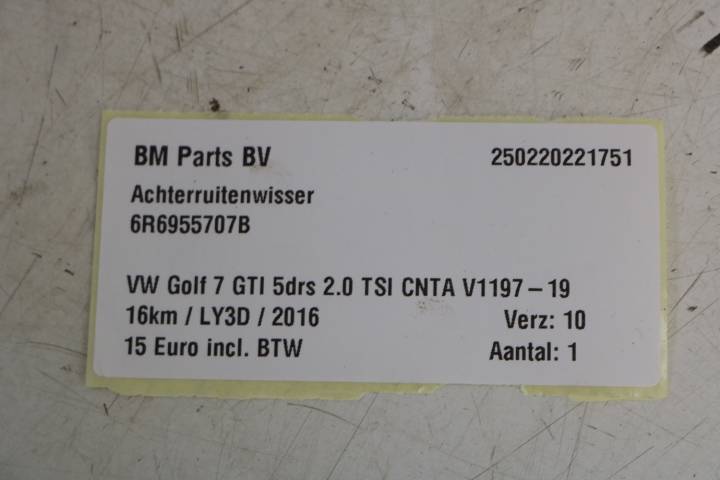 BM Parts BV 250220221751
Achterruitenwisser
6R6955707B
VW Golf 7 GTI 5drs 2.0 TSI CNTA V1197-19
16km / LY3D / 2016 Verz: 10
15 Euro incl. BTW Aantal: 1